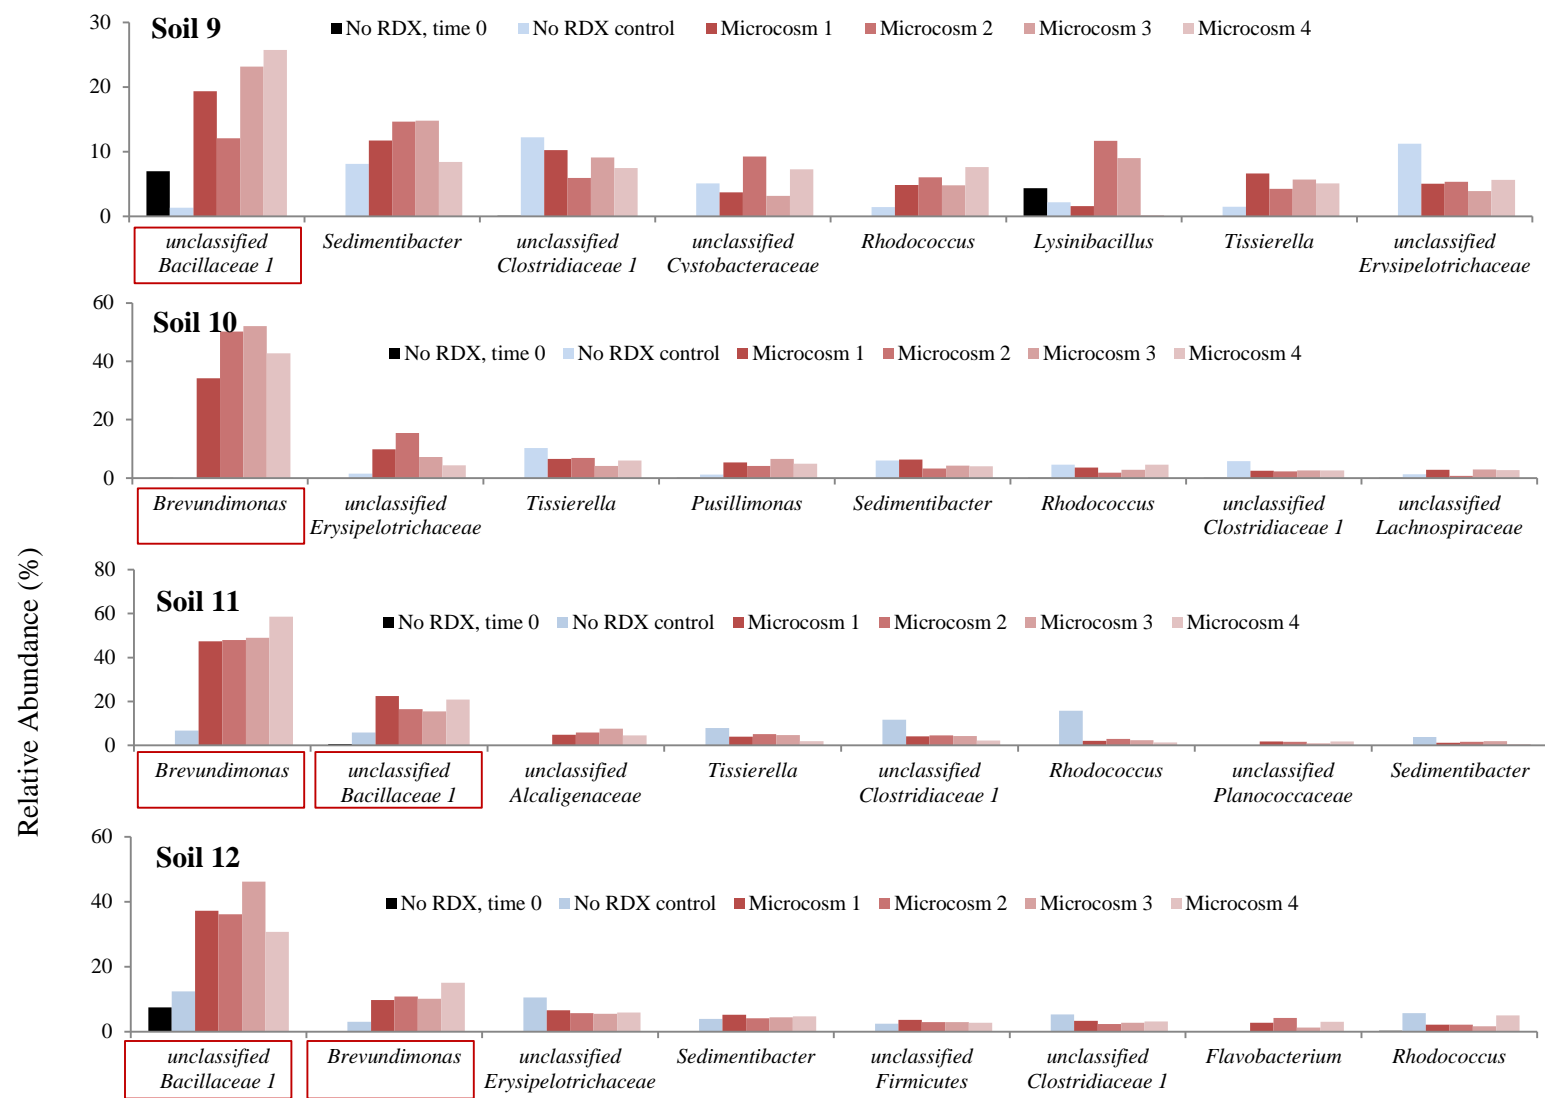 Relative Abundance (%)
Soil 9
No RDX, time 0 No RDX control Microcosm 1 Microcosm 2 Microcosm 3 Microcosm 4
30
20
10
0
unclassified Sedimentibacter unclassified unclassified Rhodococcus Lysinibacillus Tissierella unclassified
Bacillaceae 1 Clostridiaceae 1 Cystobacteraceae Erysipelotrichaceae
Soil 10
No RDX, time 0 No RDX control Microcosm 1 Microcosm 2 Microcosm 3 Microcosm 4
60
40
20
0
Brevundimonas unclassified Tissierella Pusillimonas Sedimentibacter Rhodococcus unclassified unclassified
Erysipelotrichaceae Clostridiaceae 1 Lachnospiraceae
Soil 11
No RDX, time 0 No RDX control Microcosm 1 Microcosm 2 Microcosm 3 Microcosm 4
80
60
40
20
0
Brevundimonas unclassified unclassified Tissierella unclassified Rhodococcus unclassified Sedimentibacter
Bacillaceae 1 Alcaligenaceae Clostridiaceae 1 Planococcaceae
Soil 12
No RDX, time 0 No RDX control Microcosm 1 Microcosm 2 Microcosm 3 Microcosm 4
60
40
20
0
unclassified Brevundimonas unclassified Sedimentibacter unclassified unclassified Flavobacterium Rhodococcus
Bacillaceae 1 Erysipelotrichaceae Firmicutes Clostridiaceae 1